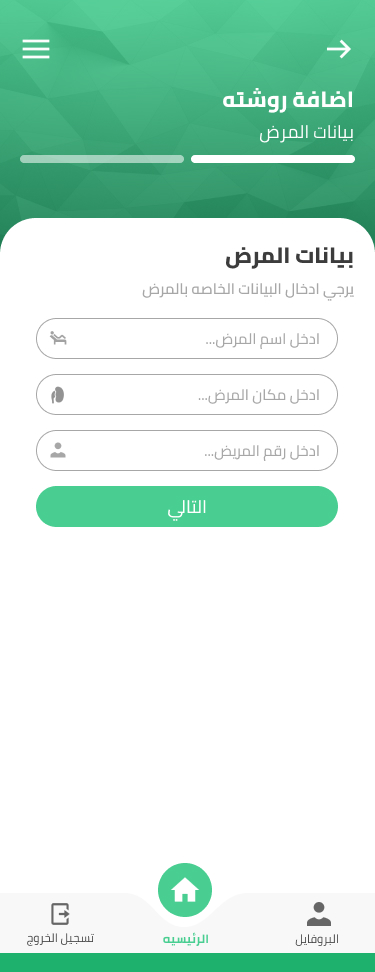 اضافة روشته
بيانات المرض
بيانات المرض
يرجي ادخال البيانات الخاصه بالمرض
ادخل اسم المرض...
ادخل مكان المرض...
ادخل رقم المريض...
التالي
البروفايل
الرئيسيه
تسجيل الخروج